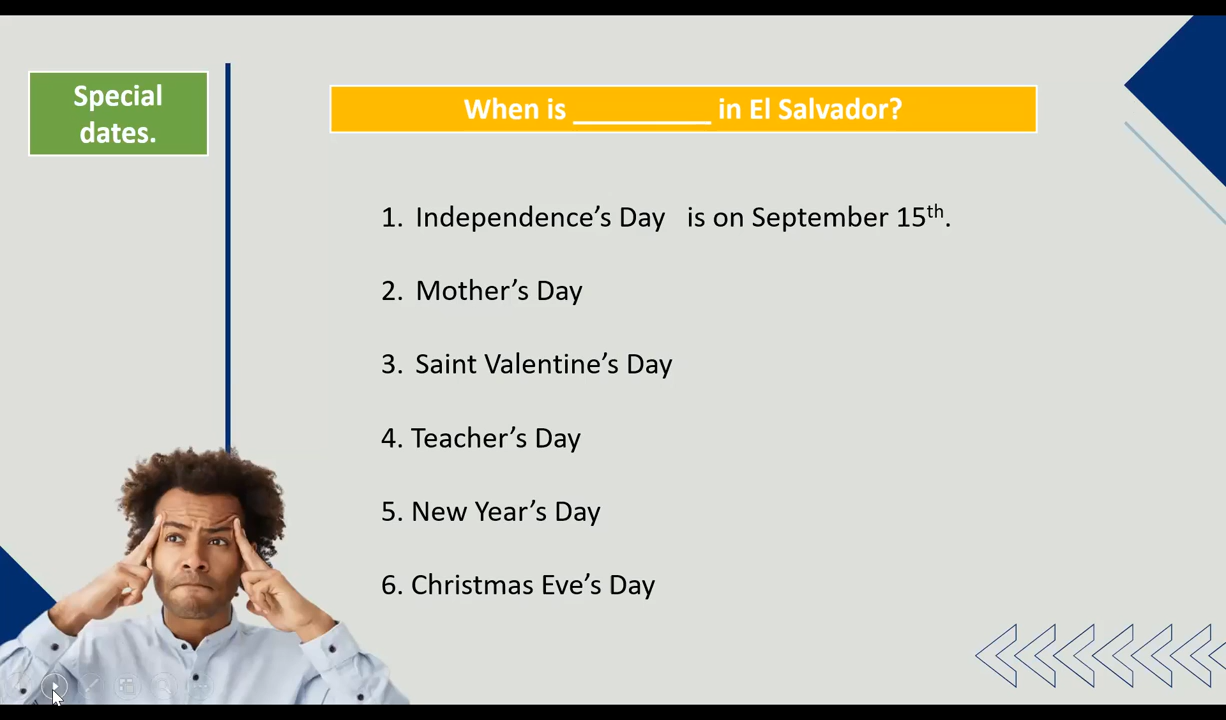 Special
dates.
When is _________ in El Salvador?
1. Independence’s Day is on September 15th.
2. Mother’s Day
3. Saint Valentine’s Day
4. Teacher’s Day
5. New Year’s Day
6. Christmas Eve’s Day